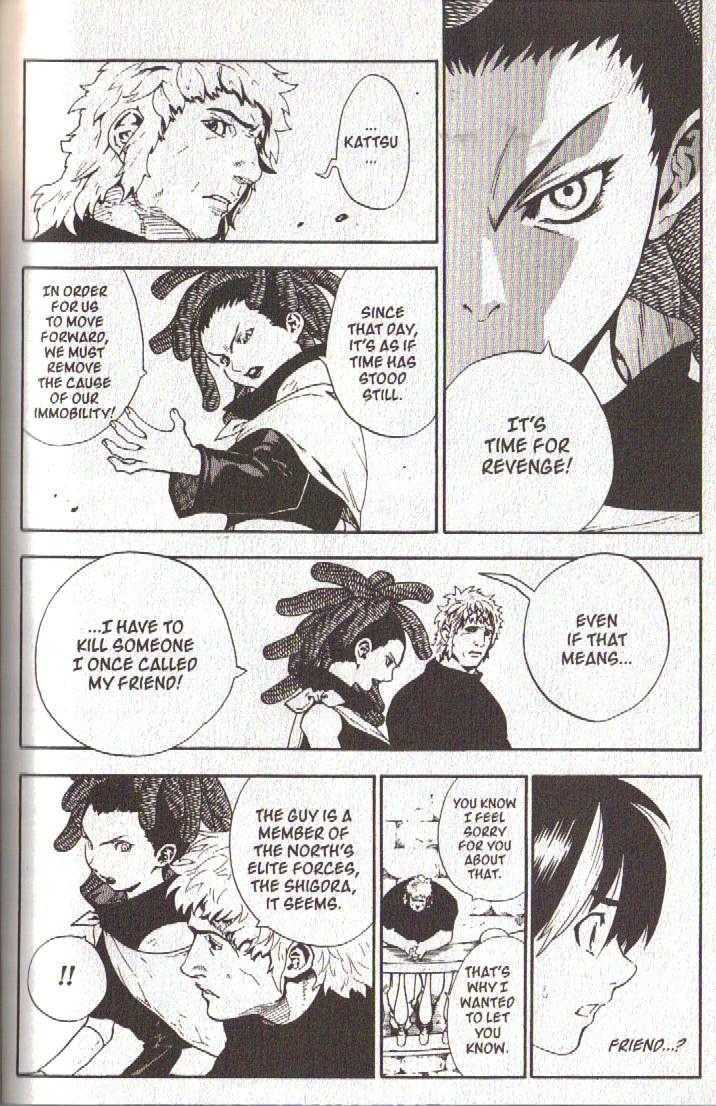 IT'S
TIME FOR
REVENGE!
...
KATTSU
...
SINCE
THAT DAY,
IT'S AS IF
TIME HAS
STOOD
STILL.
IN ORDER
FOR US
TO MOVE
FORWARD,
WE MUST
REMOVE
THE CAUSE
OF OUR
IMMOBILITY!
EVEN
IF THAT
MEANS...
...I HAVE TO
KILL SOMEONE
I ONCE CALLED
MY FRIEND!
FRIEND...?
YOU KNOW
I FEEL
SORRY
FOR YOU
ABOUT
THAT.
THAT'S
WHY I
WANTED
TO LET
YOU
KNOW.
THE GUY IS A
MEMBER OF
THE NORTH'S
ELITE FORCES,
THE SHIGDRA,
IT SEEMS.
!!